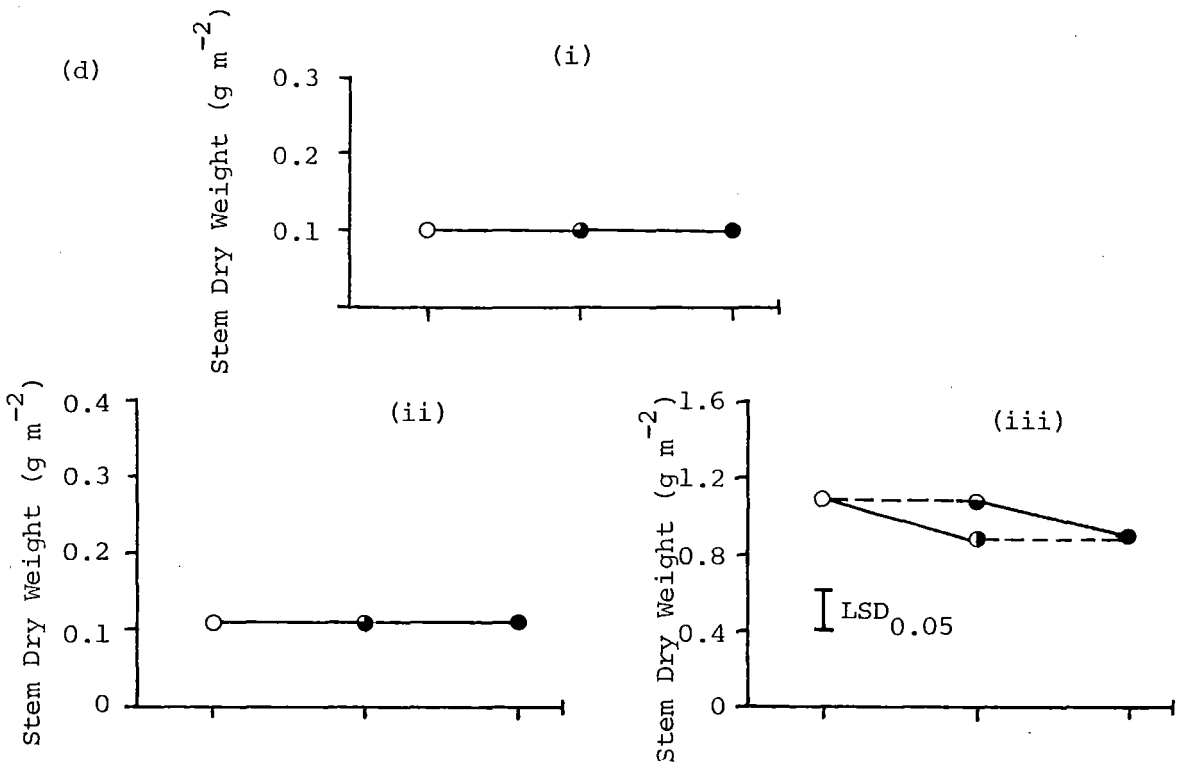 (d)
(i)
Stem Dry Weight (g m⁻²)
0.3
0.2
0.1
(ii)
Stem Dry Weight (g m⁻²)
0.4
0.3
0.2
0.1
0
(iii)
Stem Dry Weight (g m⁻²)
1.6
1.2
0.8
0.4
0
LSD0.05